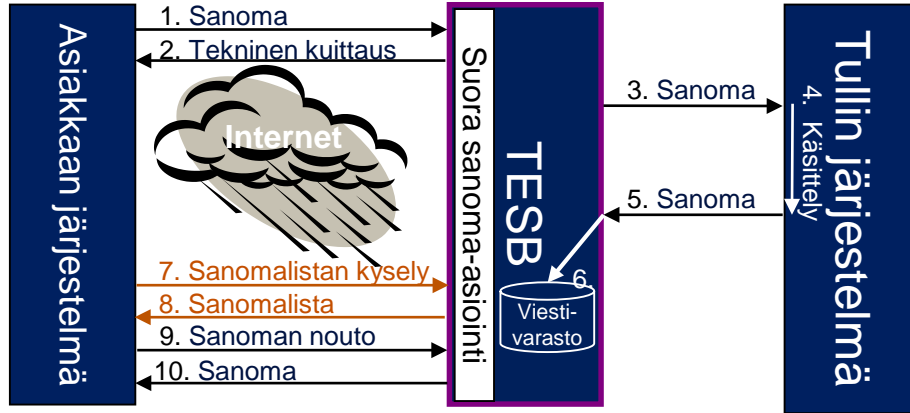 Asiakkaan järjestelmä
1. Sanoma
2. Tekninen kuittaus
Internet
7. Sanomalistan kysely
8. Sanomalista
9. Sanoman nouto
10. Sanoma
Suora sanoma-asiointi
TESB
6.
Viesti-
varasto
3. Sanoma
4. Käsittely
5. Sanoma
Tullin järjestelmä